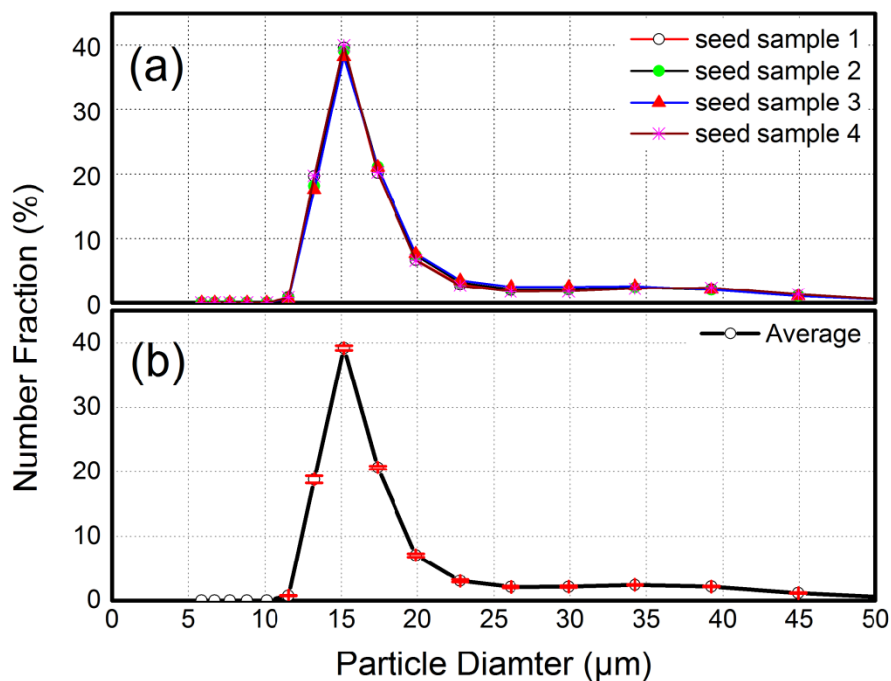 (a)
seed sample 1
seed sample 2
seed sample 3
seed sample 4
40
30
20
10
0
(b)
Average
40
30
20
10
0
0 5 10 15 20 25 30 35 40 45 50
Number Fraction (%)
Particle Diamter (µm)